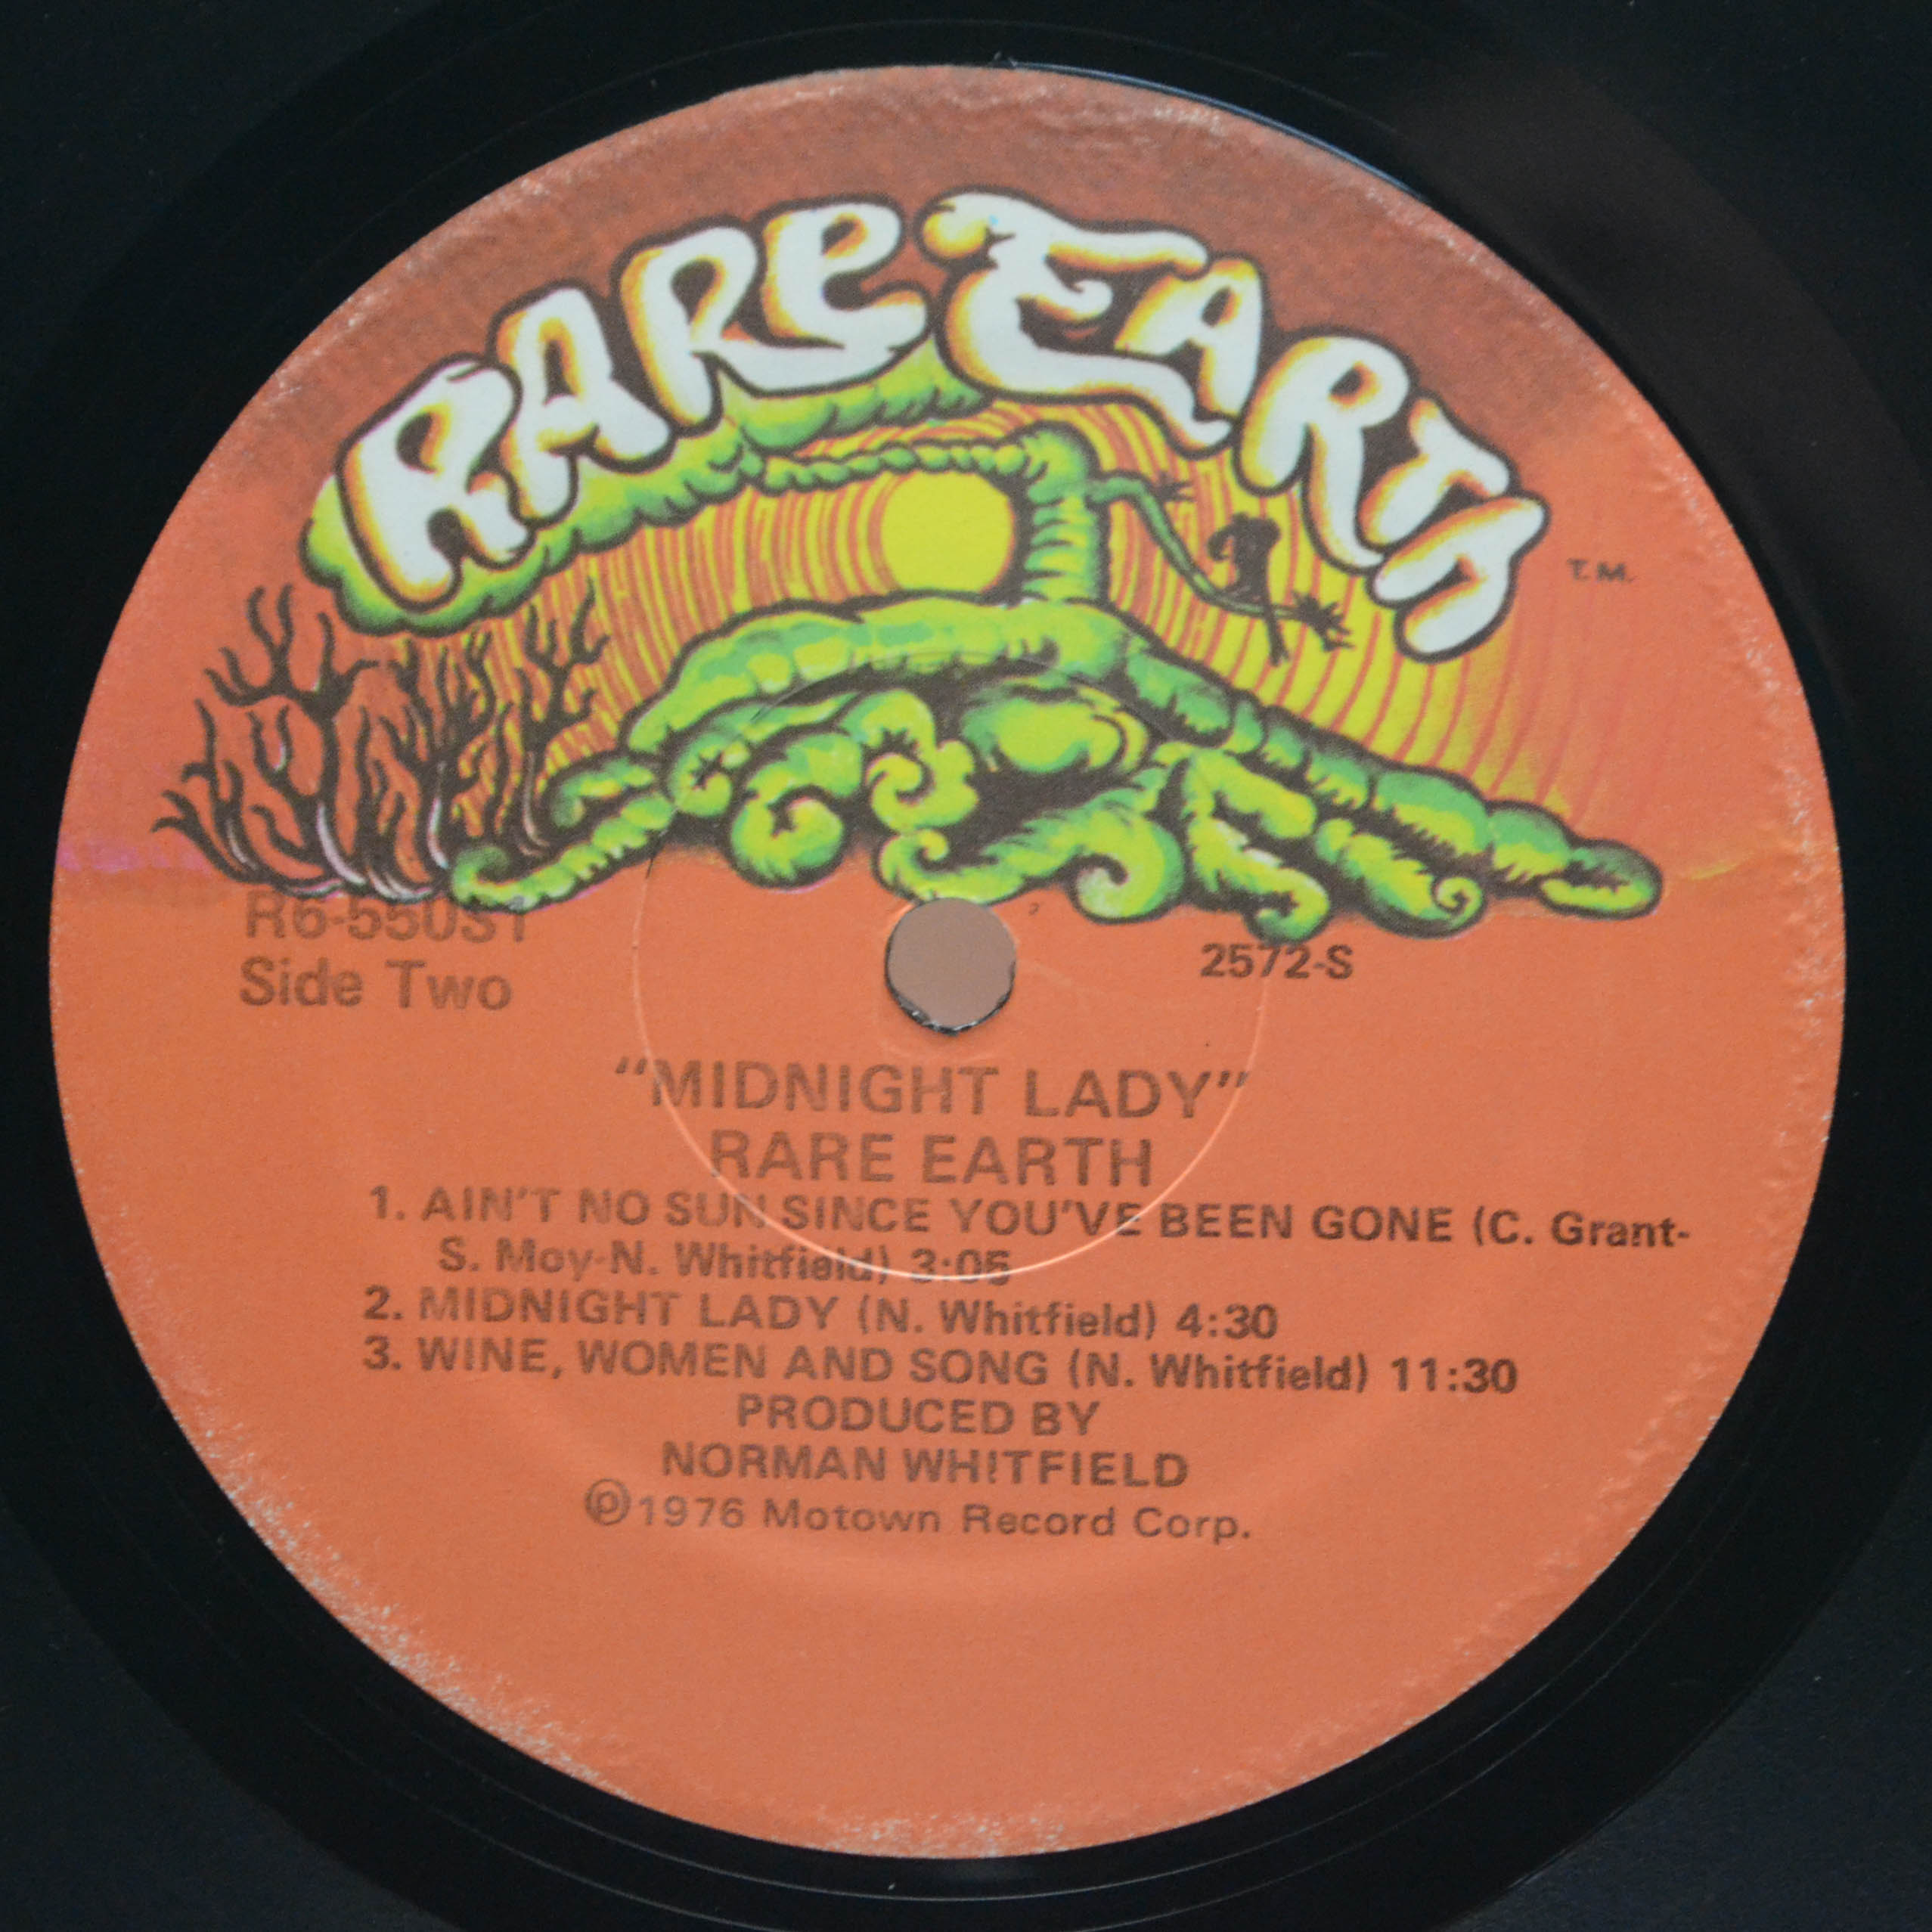 RARE EARTH
T.M.
R6-550S1
Side Two
2572-S
“MIDNIGHT LADY”
RARE EARTH
1. AIN'T NO SUN SINCE YOU'VE BEEN GONE (C. Grant-
S. Moy-N. Whitfield) 3:05
2. MIDNIGHT LADY (N. Whitfield) 4:30
3. WINE, WOMEN AND SONG (N. Whitfield) 11:30
PRODUCED BY
NORMAN WHITFIELD
℗1976 Motown Record Corp.